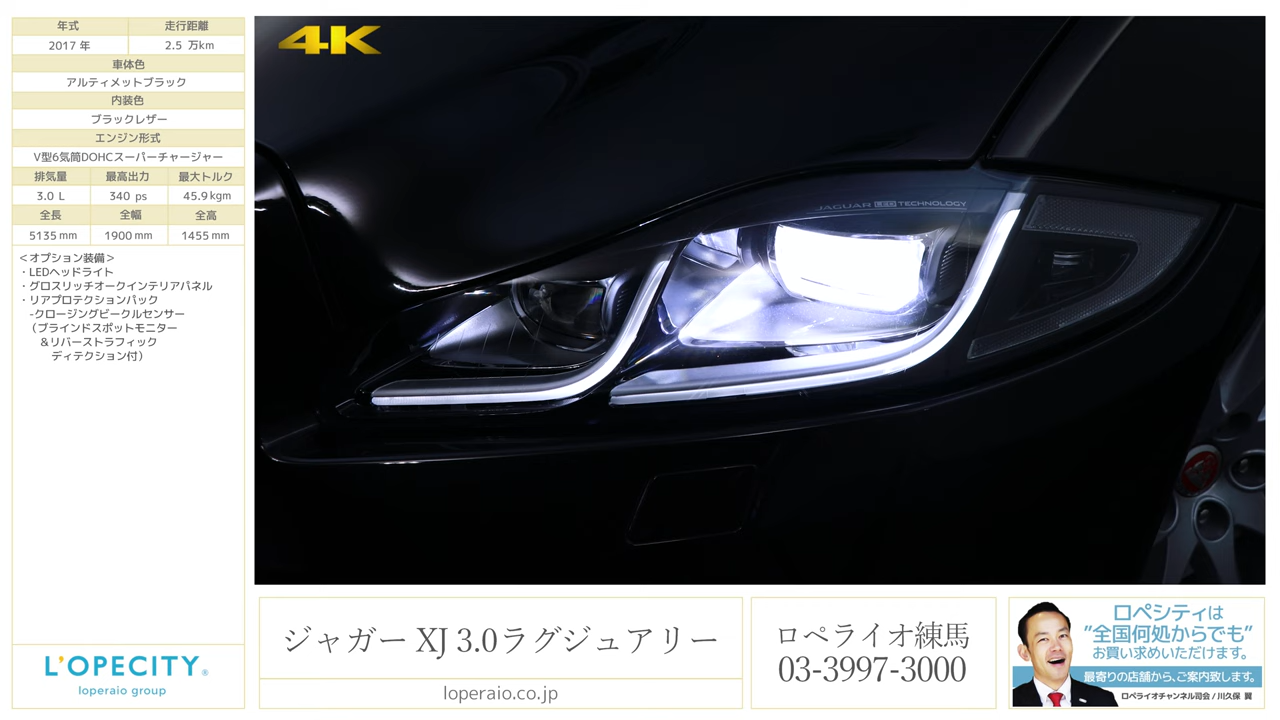 年式 走行距離
2017 年 2.5 万km
車体色
アルティメットブラック
内装色
ブラックレザー
エンジン形式
V型6気筒DOHCスーパーチャージャー
排気量 最高出力 最大トルク
3.0 L 340 ps 45.9kgm
全長 全幅 全高
5135mm 1900mm 1455mm
＜オプション装備＞
・LEDヘッドライト
・グロスリッチオークインテリアパネル
・リアプロテクションパック
-クロージングビークルセンサー
（ブラインドスポットモニター
＆リバーストラフィック
ディテクション付）
L'OPECITY®
loperaio group
4K
JAGUAR LED TECHNOLOGY
ジャガー XJ 3.0ラグジュアリー
loperaio.co.jp
ロペライオ練馬
03-3997-3000
ロペシティは
“全国何処からでも”
お買い求めいただけます。
最寄りの店舗から、ご案内致します。
ロペライオチャンネル司会 / 川久保 翼